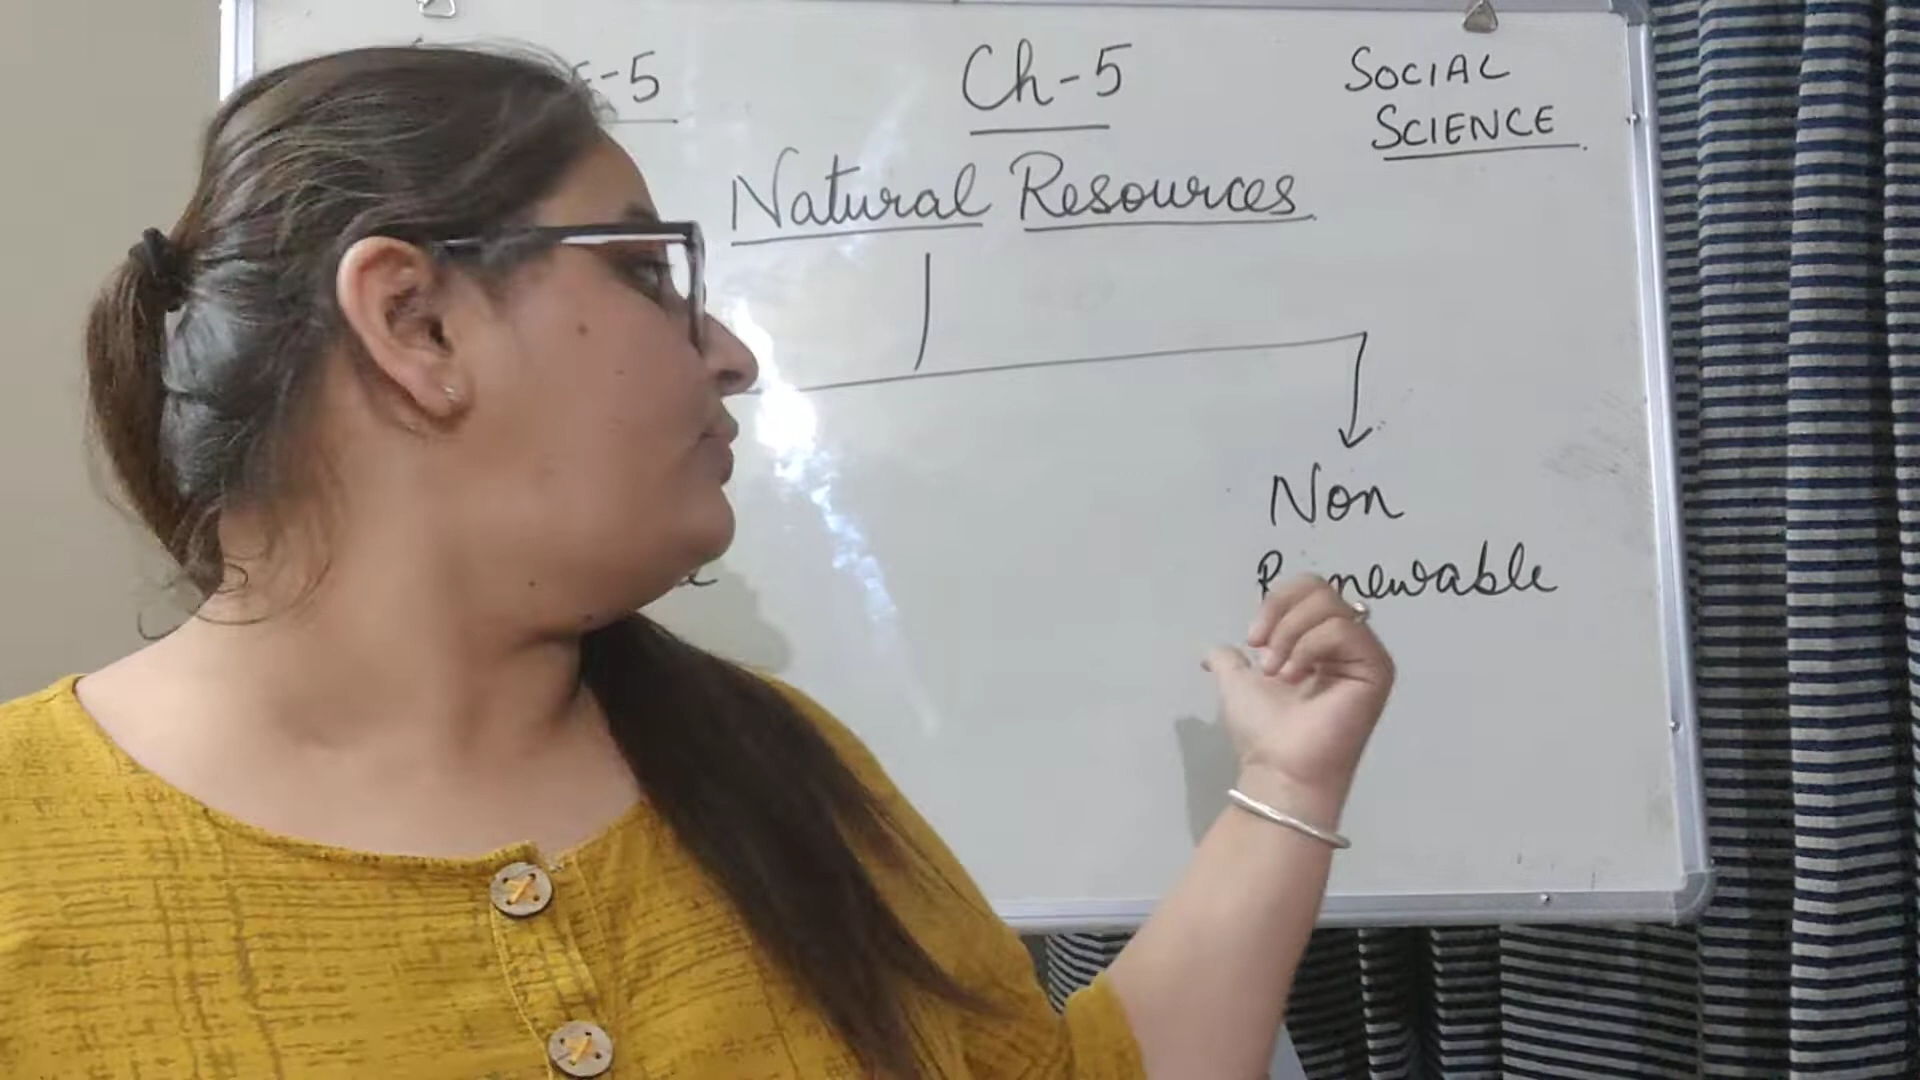 -5
Ch-5
SOCIAL
SCIENCE
Natural Resources
Non
Renewable